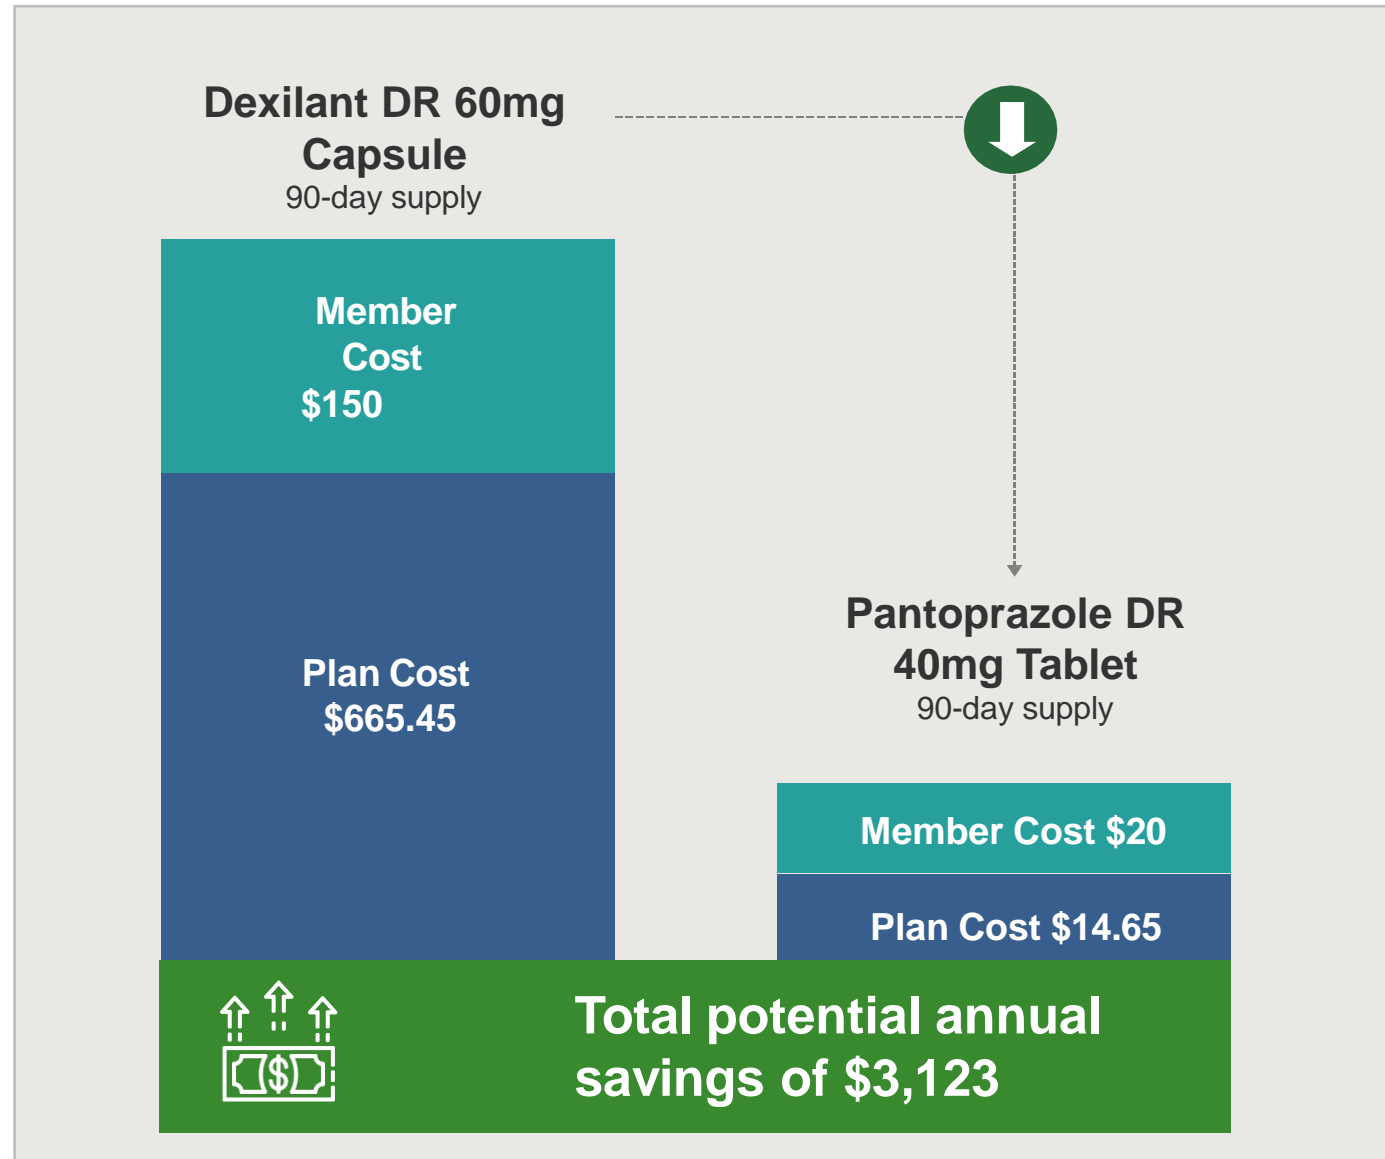 Dexilant DR 60mg
Capsule
90-day supply
Member
Cost
$150
Plan Cost
$665.45
Pantoprazole DR
40mg Tablet
90-day supply
Member Cost $20
Plan Cost $14.65
$
Total potential annual
savings of $3,123